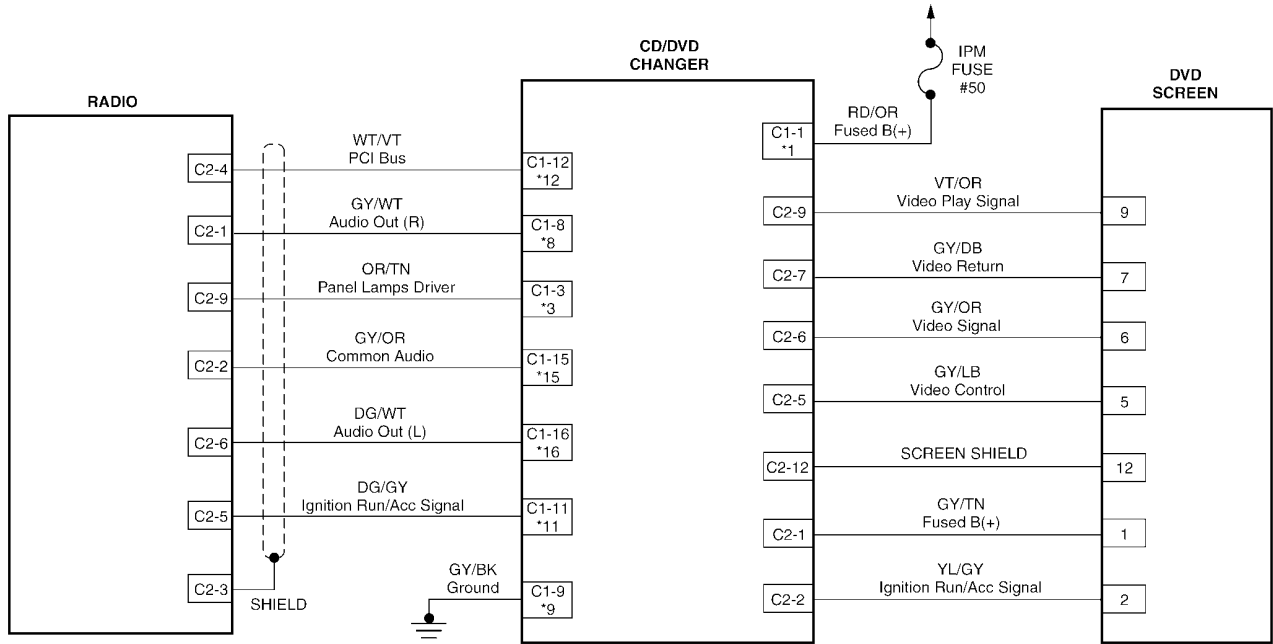 RADIO
C2-4
C2-1
C2-9
C2-2
C2-6
C2-5
C2-3
WT/VT
PCI Bus
GY/WT
Audio Out (R)
OR/TN
Panel Lamps Driver
GY/OR
Common Audio
DG/WT
Audio Out (L)
DG/GY
Ignition Run/Acc Signal
SHIELD
GY/BK
Ground
CD/DVD
CHANGER
C1-12
*12
C1-8
*8
C1-3
*3
C1-15
*15
C1-16
*16
C1-11
*11
C1-9
*9
C1-1
*1
C2-9
C2-7
C2-6
C2-5
C2-12
C2-1
C2-2
IPM
FUSE
#50
RD/OR
Fused B(+)
VT/OR
Video Play Signal
GY/DB
Video Return
GY/OR
Video Signal
GY/LB
Video Control
SCREEN SHIELD
GY/TN
Fused B(+)
YL/GY
Ignition Run/Acc Signal
DVD
SCREEN
9
7
6
5
12
1
2